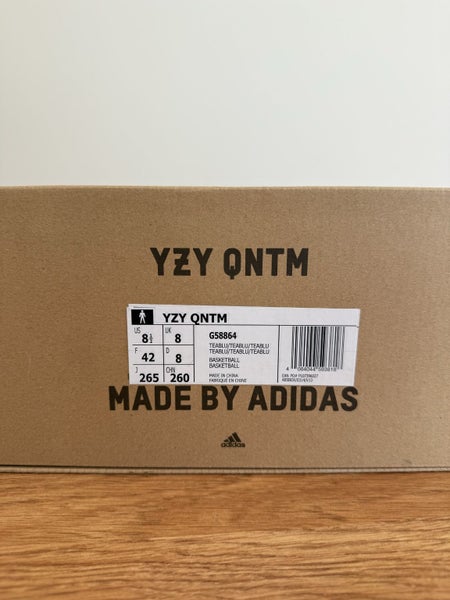 YZY QNTM
YZY QNTM
US 8½ UK 8 G58864
TEABLU/TEABLU/TEABLU
TEABLU/TEABLU/TEABLU
F 42 D 8 BASKETBALL
BASKETBALL
J 265 CHN 260 MADE IN CHINA
FABRIQUÉ EN CHINE
MADE BY ADIDAS
adidas